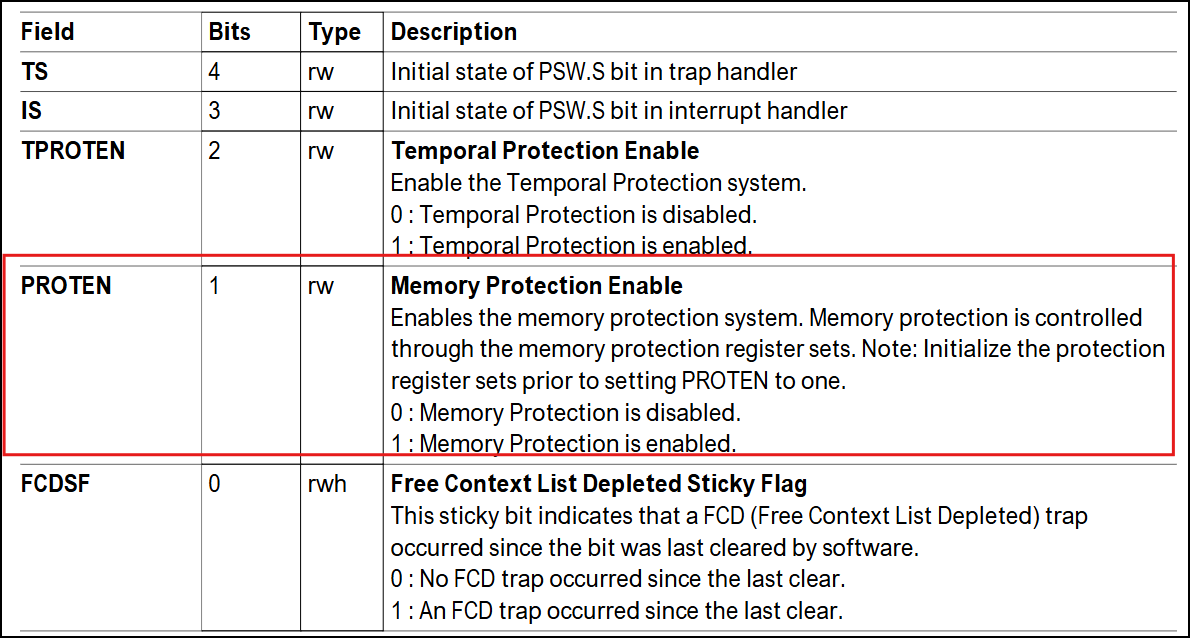 Field Bits Type Description
TS 4 rw Initial state of PSW.S bit in trap handler
IS 3 rw Initial state of PSW.S bit in interrupt handler
TPROTEN 2 rw Temporal Protection Enable
Enable the Temporal Protection system.
0 : Temporal Protection is disabled.
1 : Temporal Protection is enabled.
PROTEN 1 rw Memory Protection Enable
Enables the memory protection system. Memory protection is controlled
through the memory protection register sets. Note: Initialize the protection
register sets prior to setting PROTEN to one.
0 : Memory Protection is disabled.
1 : Memory Protection is enabled.
FCDSF 0 rwh Free Context List Depleted Sticky Flag
This sticky bit indicates that a FCD (Free Context List Depleted) trap
occurred since the bit was last cleared by software.
0 : No FCD trap occurred since the last clear.
1 : An FCD trap occurred since the last clear.